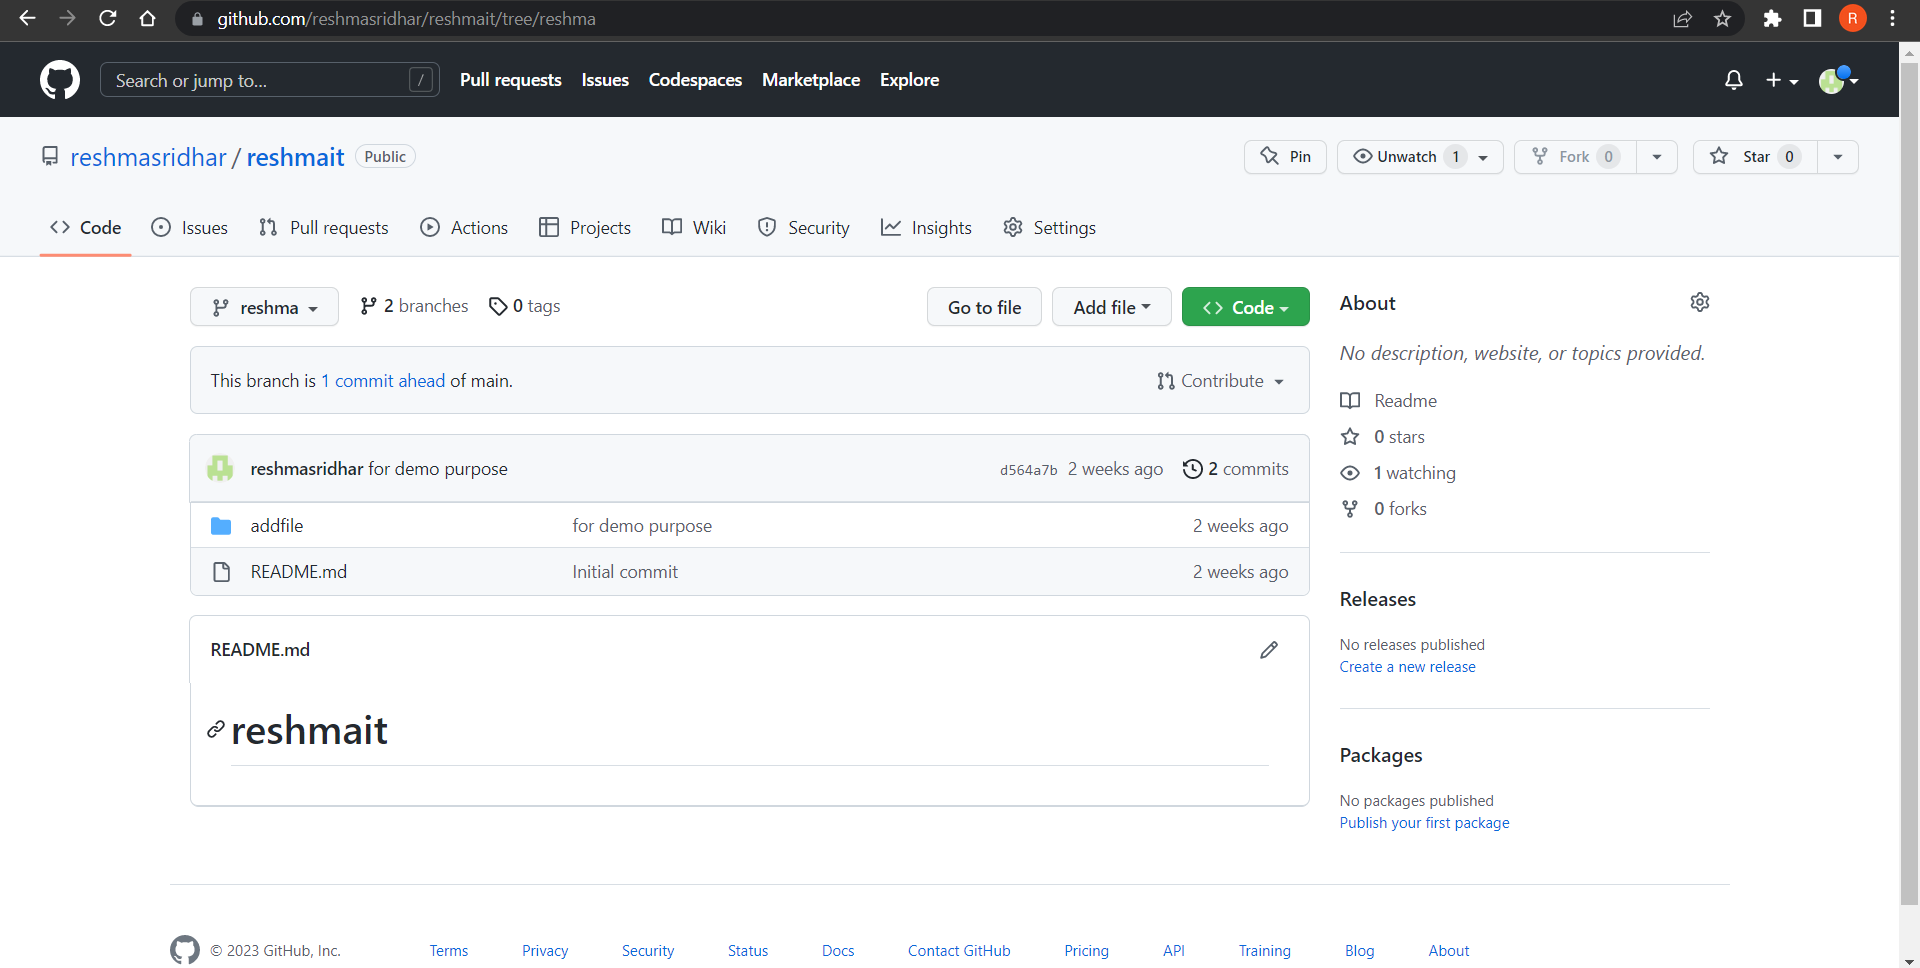 github.com/reshmasridhar/reshmait/tree/reshma
R
Search or jump to... /
Pull requests Issues Codespaces Marketplace Explore
reshmasridhar / reshmait Public
Pin Unwatch 1 Fork 0 Star 0
Code Issues Pull requests Actions Projects Wiki Security Insights Settings
reshma 2 branches 0 tags Go to file Add file Code
This branch is 1 commit ahead of main. Contribute
reshmasridhar for demo purpose d564a7b 2 weeks ago 2 commits
addfile for demo purpose 2 weeks ago
README.md Initial commit 2 weeks ago
README.md
reshmait
About
No description, website, or topics provided.
Readme
0 stars
1 watching
0 forks
Releases
No releases published
Create a new release
Packages
No packages published
Publish your first package
© 2023 GitHub, Inc. Terms Privacy Security Status Docs Contact GitHub Pricing API Training Blog About